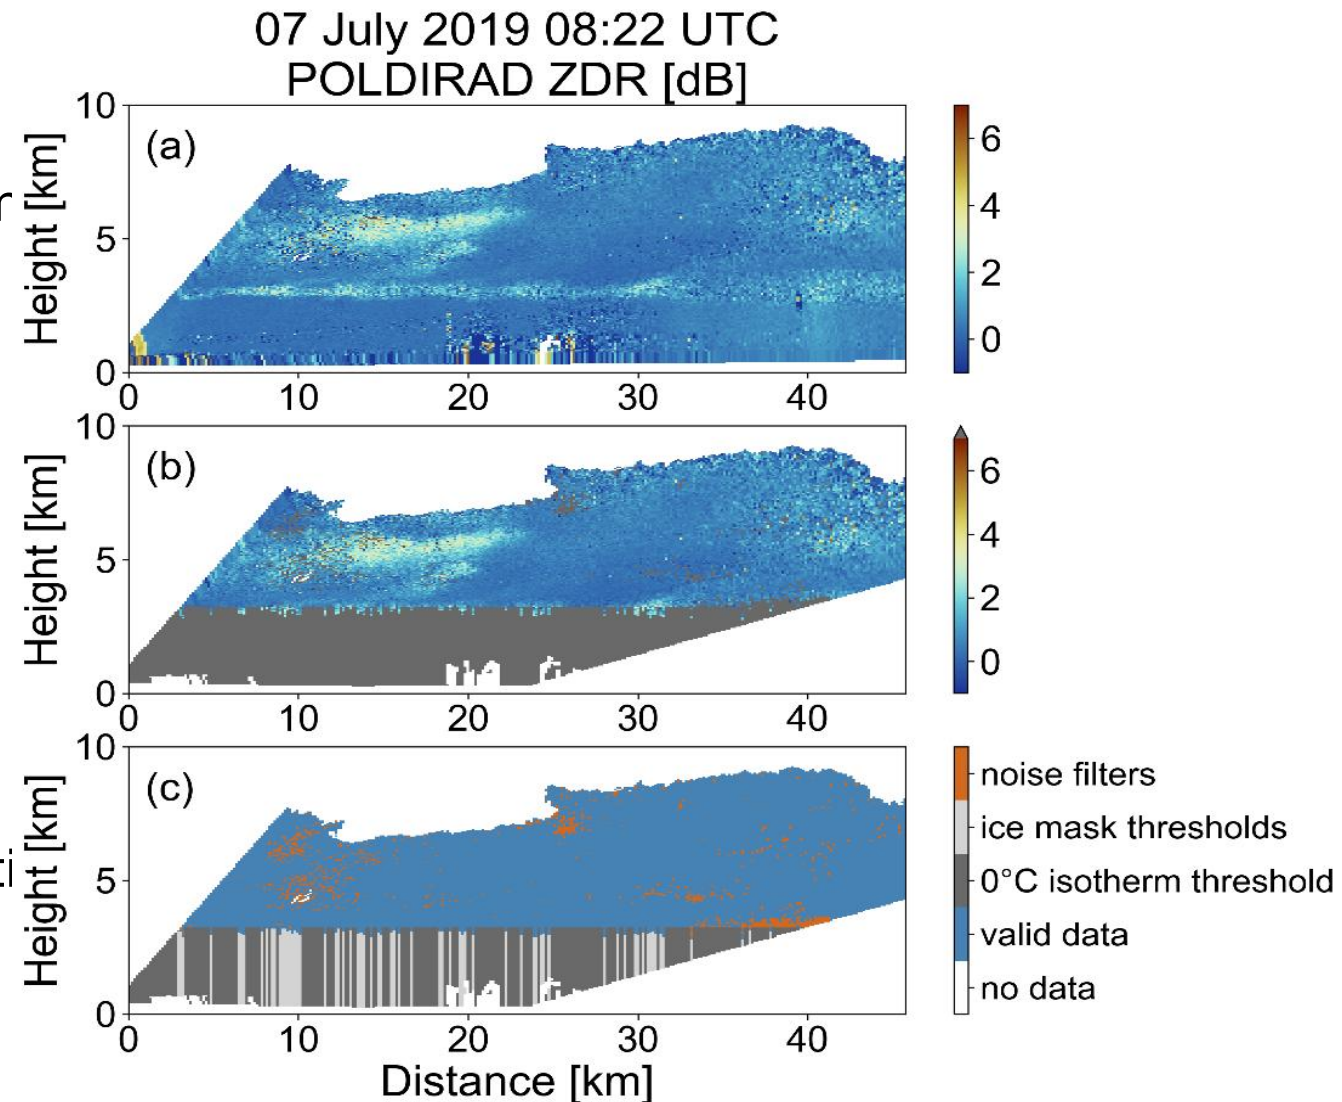 07 July 2019 08:22 UTC
POLDIRAD ZDR [dB]
(a)
Height [km]
10
5
0
0 10 20 30 40
6
4
2
0
(b)
Height [km]
10
5
0
0 10 20 30 40
6
4
2
0
(c)
Height [km]
10
5
0
0 10 20 30 40
Distance [km]
noise filters
ice mask thresholds
0°C isotherm threshold
valid data
no data